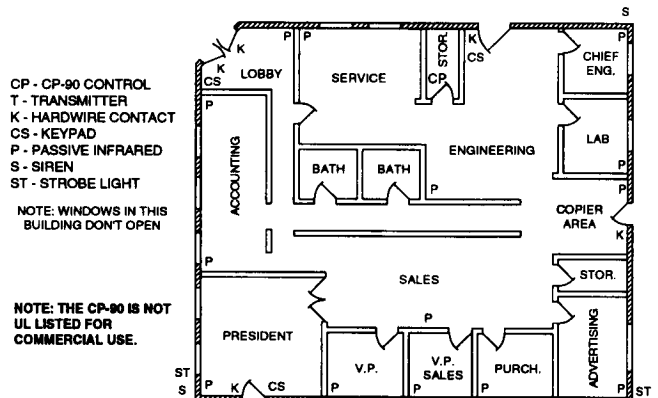 S
K
K
CS
LOBBY
P
P
SERVICE
STOR.
CP
K
CS
P
CHIEF
ENG.
CP - CP-90 CONTROL
T - TRANSMITTER
K - HARDWIRE CONTACT
CS - KEYPAD
P - PASSIVE INFRARED
S - SIREN
ST - STROBE LIGHT
NOTE: WINDOWS IN THIS
BUILDING DON'T OPEN
P
ACCOUNTING
P
BATH
BATH
ENGINEERING
P
LAB
P
P
COPIER
AREA
K
SALES
P
STOR.
ADVERTISING
P
NOTE: THE CP-90 IS NOT
UL LISTED FOR
COMMERCIAL USE.
PRESIDENT
V.P.
P
V.P.
SALES
P
PURCH.
P
ST
S
P
K
CS
ST